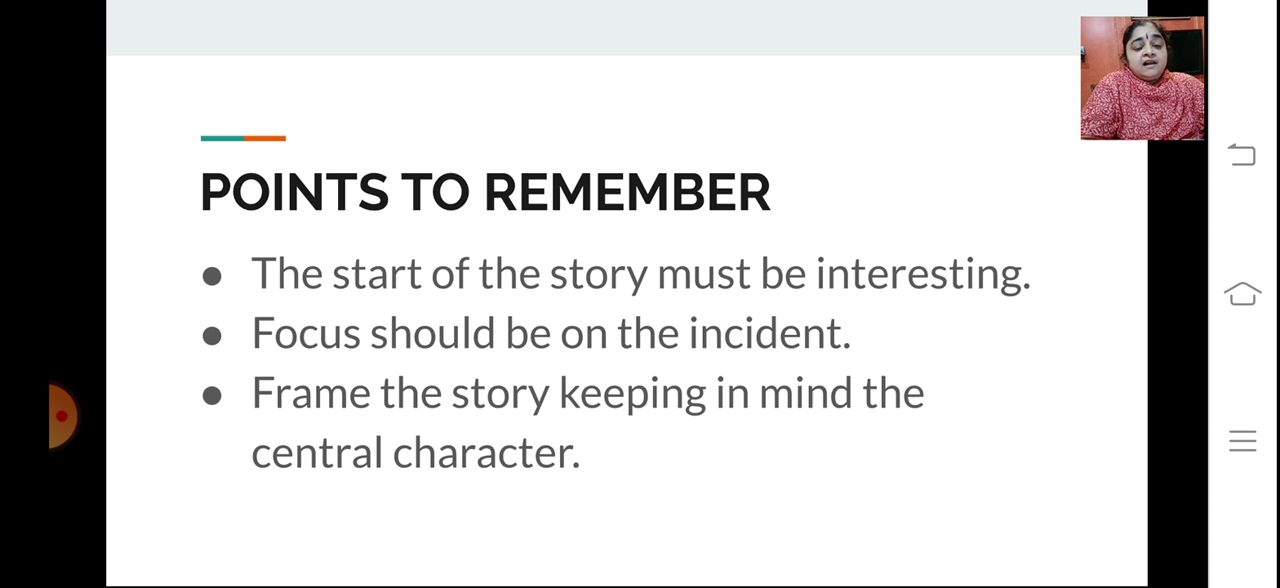 POINTS TO REMEMBER
● The start of the story must be interesting.
● Focus should be on the incident.
● Frame the story keeping in mind the
central character.